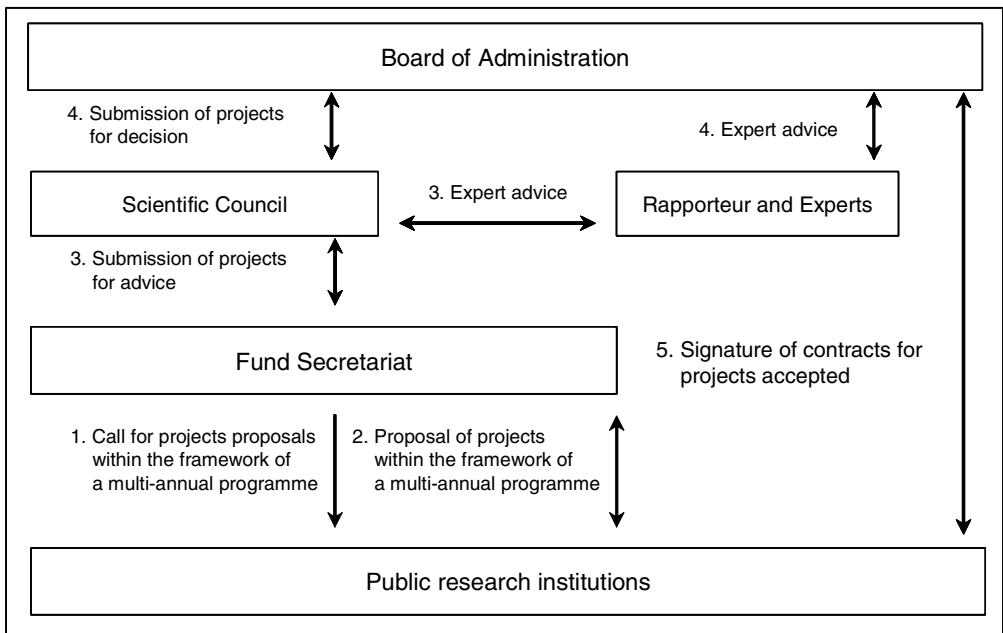 Board of Administration
4. Submission of projects
for decision
4. Expert advice
Scientific Council
3. Expert advice
Rapporteur and Experts
3. Submission of projects
for advice
Fund Secretariat
5. Signature of contracts for
projects accepted
1. Call for projects proposals
within the framework of
a multi-annual programme
2. Proposal of projects
within the framework of
a multi-annual programme
Public research institutions